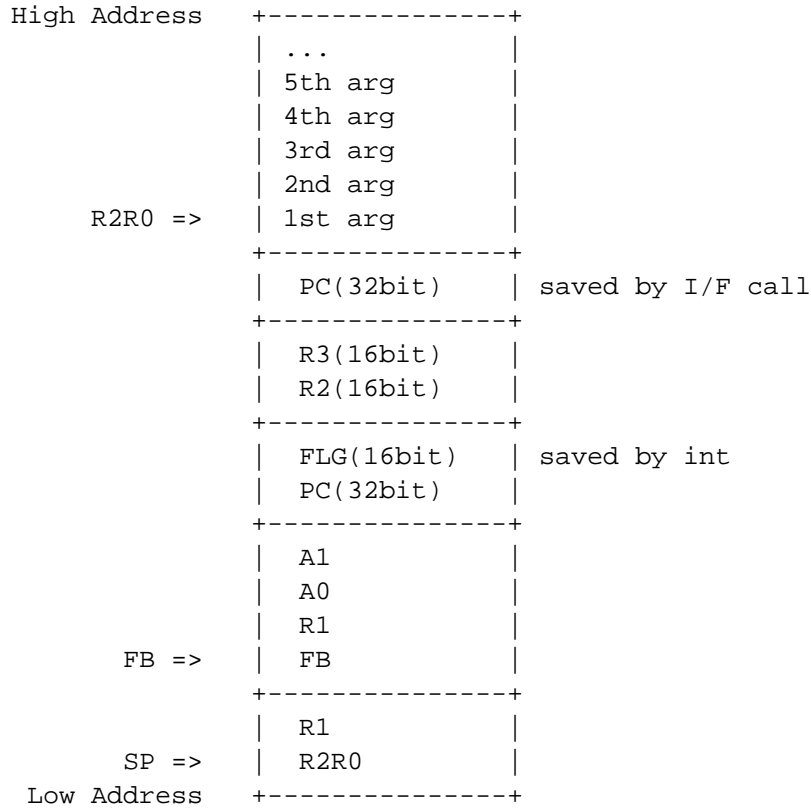 High Address    +---------------+
                | ...           |
                | 5th arg       |
                | 4th arg       |
                | 3rd arg       |
                | 2nd arg       |
     R2R0 =>    | 1st arg       |
                +---------------+
                |  PC(32bit)    | saved by I/F call
                +---------------+
                |  R3(16bit)    |
                |  R2(16bit)    |
                +---------------+
                |  FLG(16bit)   | saved by int
                |  PC(32bit)    |
                +---------------+
                |  A1           |
                |  A0           |
                |  R1           |
       FB =>    |  FB           |
                +---------------+
                |  R1           |
       SP =>    |  R2R0         |
 Low Address    +---------------+